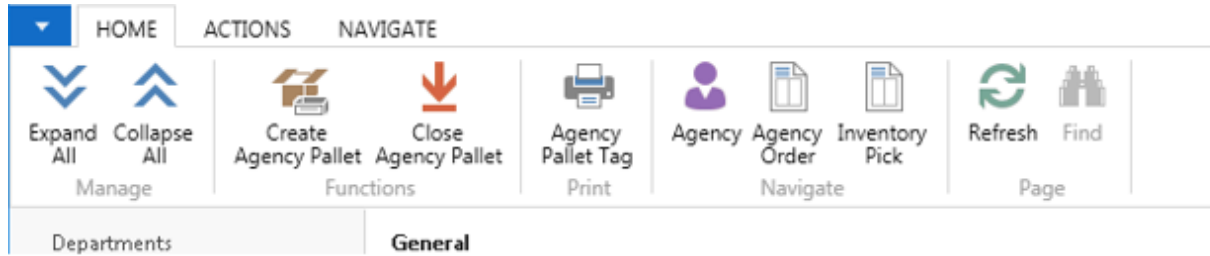 HOME ACTIONS NAVIGATE
Expand All
Collapse All
Create Agency Pallet
Close Agency Pallet
Agency Pallet Tag
Agency
Agency Order
Inventory Pick
Refresh
Find
Manage Functions Print Navigate Page
Departments General